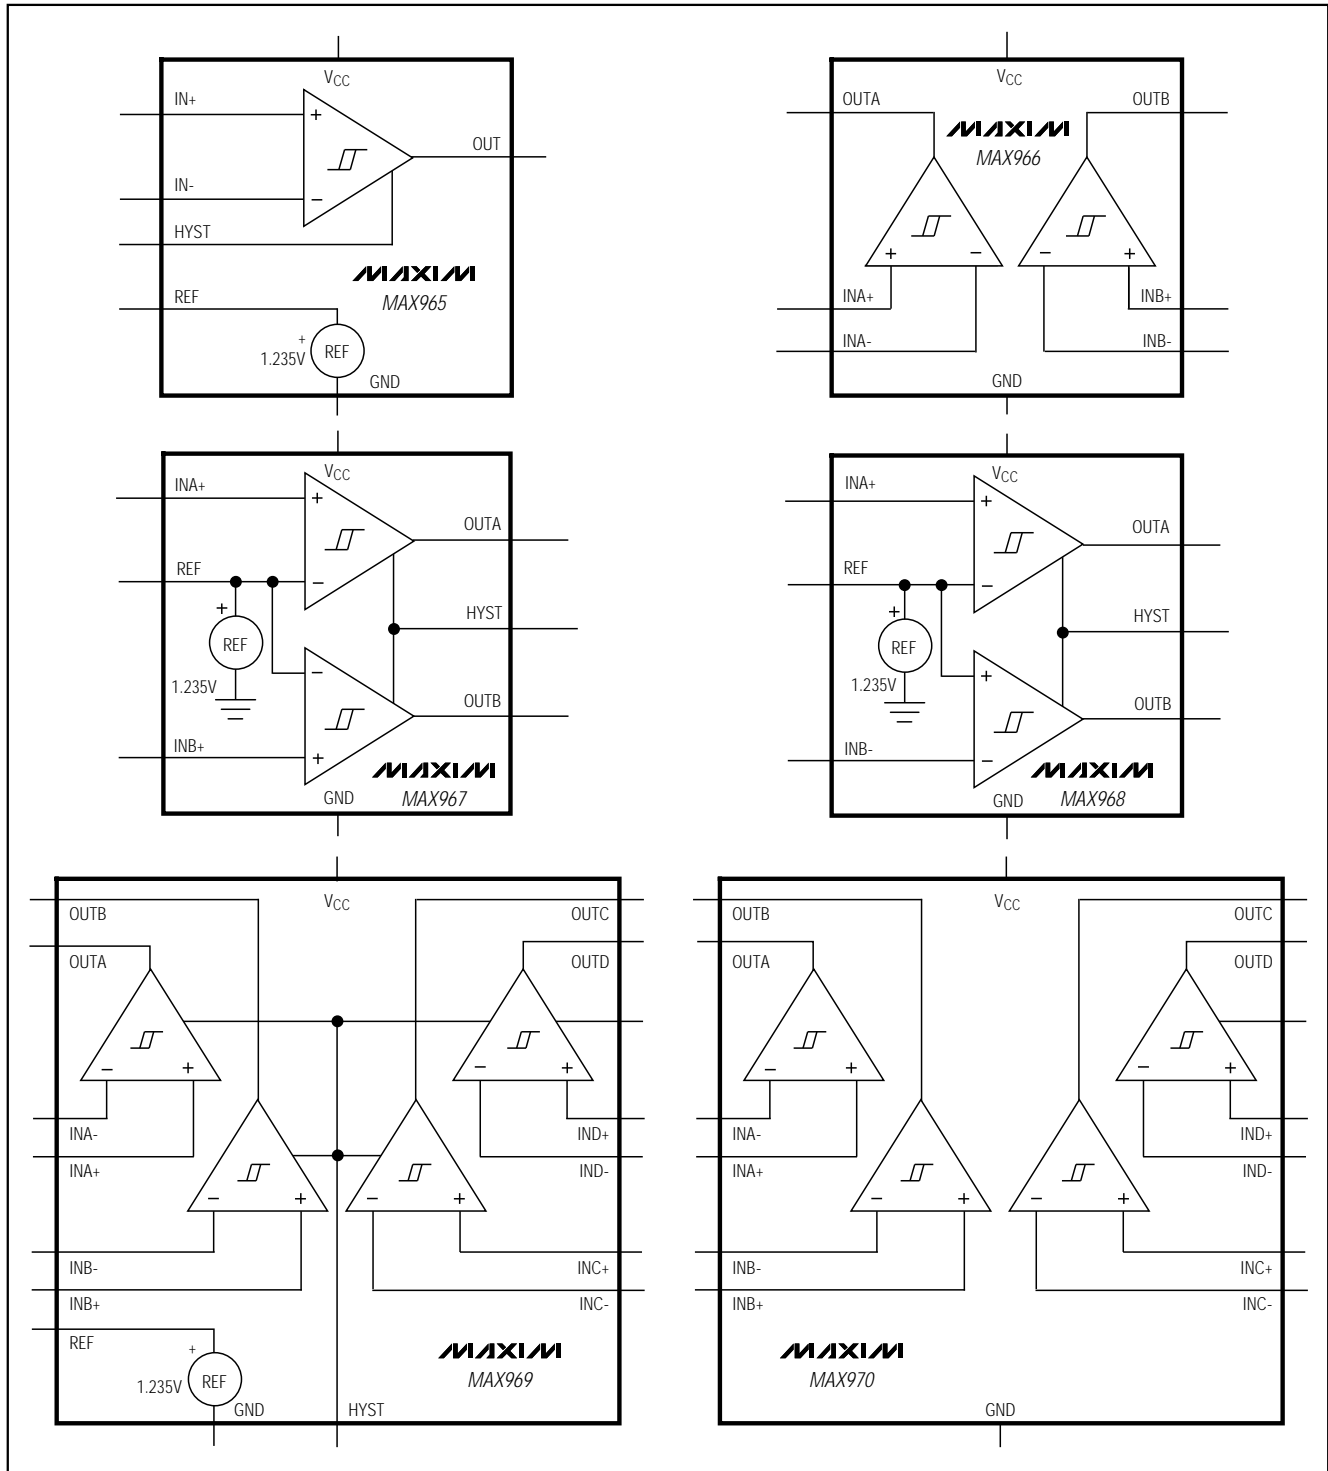 VCC
IN+
+
OUT
IN-
−
HYST
MAXIM
MAX965
REF
+
1.235V
REF
GND
VCC
OUTA
OUTB
MAXIM
MAX966
+
−
−
+
INA+
INB+
INA-
INB-
GND
VCC
INA+
+
OUTA
REF
−
+
HYST
REF
−
1.235V
OUTB
INB+
+
MAXIM
GND
MAX967
VCC
INA+
+
OUTA
REF
−
+
HYST
REF
+
1.235V
OUTB
INB-
−
MAXIM
GND
MAX968
VCC
OUTB
OUTC
OUTA
OUTD
−
+
−
+
INA-
IND+
INA+
IND-
−
+
−
+
INB-
INC+
INB+
INC-
REF
+
1.235V
REF
MAXIM
MAX969
GND
HYST
VCC
OUTB
OUTC
OUTA
OUTD
−
+
−
+
INA-
IND+
INA+
IND-
−
+
−
+
INB-
INC+
INB+
INC-
MAXIM
MAX970
GND